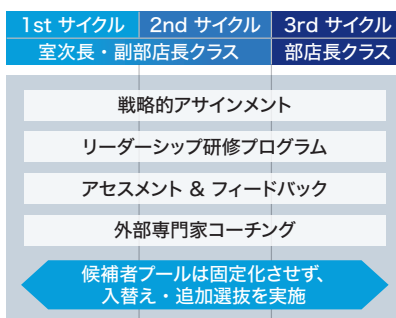 1st サイクル 2nd サイクル 3rd サイクル
室次長・副部店長クラス 部店長クラス
戦略的アサインメント
リーダーシップ研修プログラム
アセスメント & フィードバック
外部専門家コーチング
候補者プールは固定化させず、
入替え・追加選抜を実施